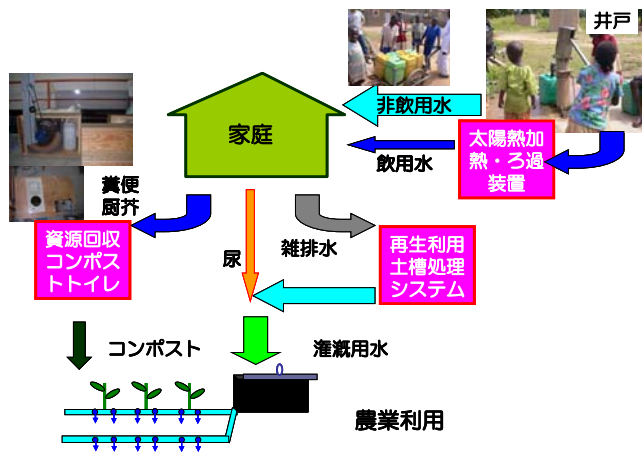 井戸
非飲用水
家庭
太陽熱加
熱・ろ過
装置
飲用水
糞便
厨芥
資源回収
コンポス
トトイレ
尿
雑排水
再生利用
土槽処理
システム
コンポスト
潅漑用水
農業利用